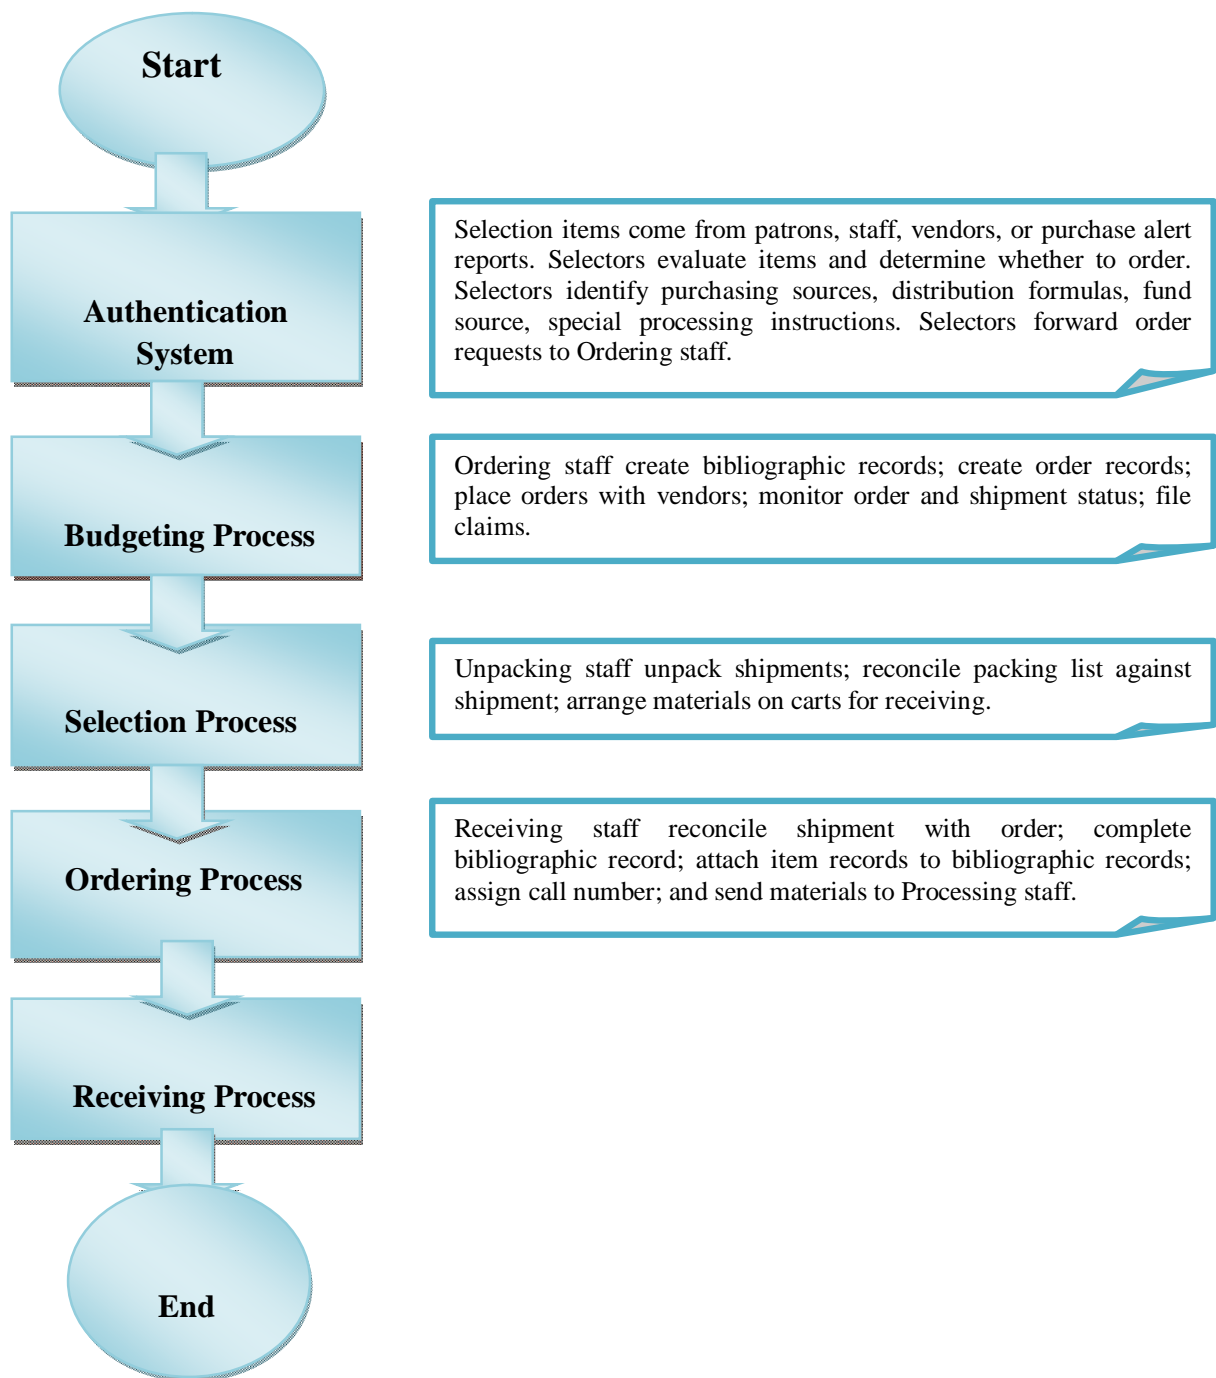 Start
Authentication
System
Selection items come from patrons, staff, vendors, or purchase alert
reports. Selectors evaluate items and determine whether to order.
Selectors identify purchasing sources, distribution formulas, fund
source, special processing instructions. Selectors forward order
requests to Ordering staff.
Budgeting Process
Ordering staff create bibliographic records; create order records;
place orders with vendors; monitor order and shipment status; file
claims.
Selection Process
Unpacking staff unpack shipments; reconcile packing list against
shipment; arrange materials on carts for receiving.
Ordering Process
Receiving staff reconcile shipment with order; complete
bibliographic record; attach item records to bibliographic records;
assign call number; and send materials to Processing staff.
Receiving Process
End